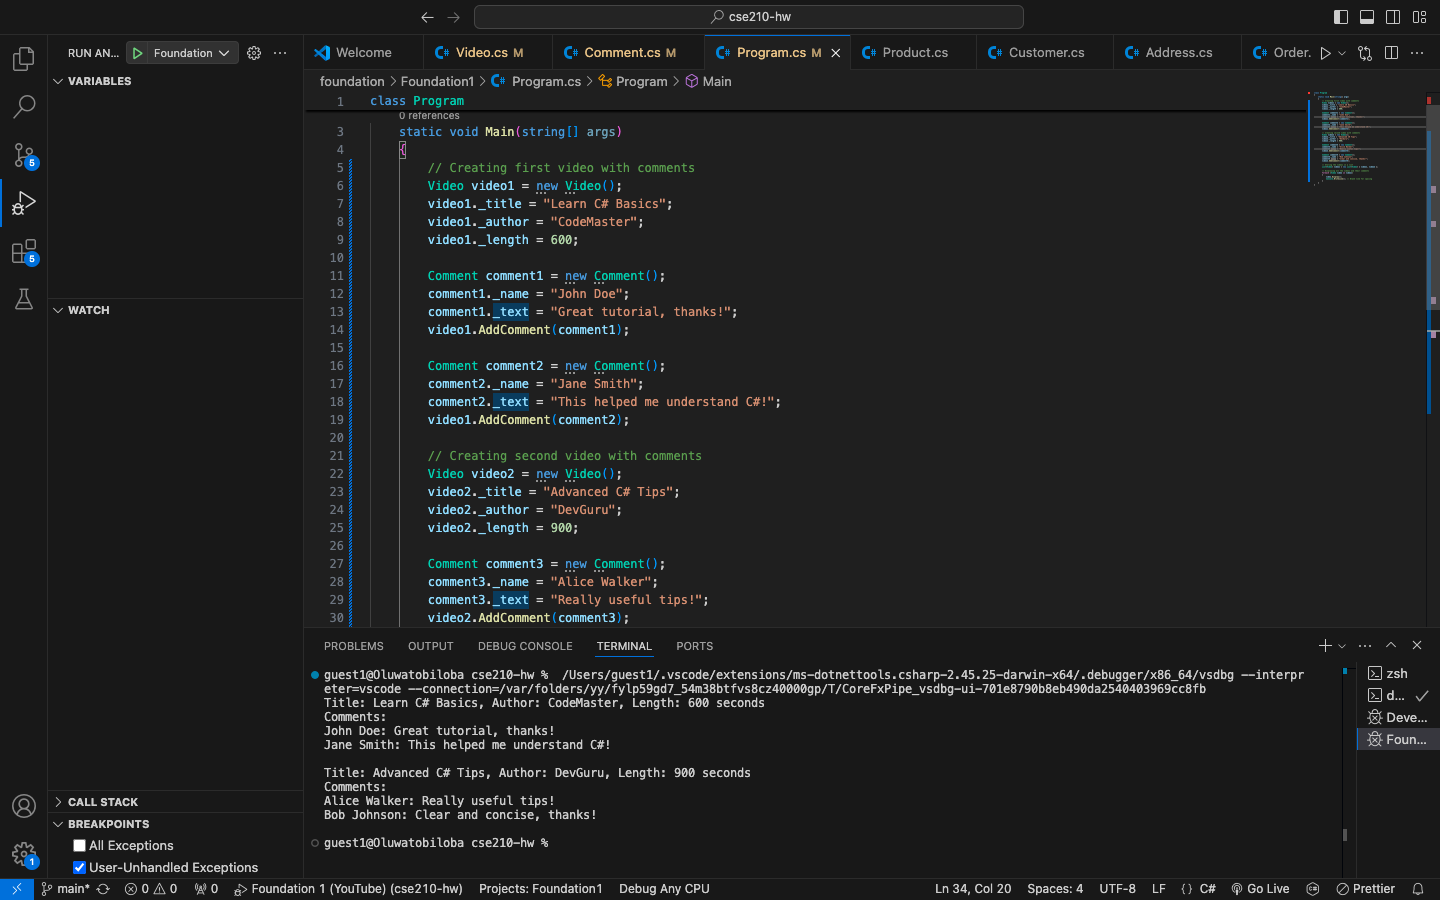 cse210-hw
RUN AN... Foundation
Welcome
Video.cs M
Comment.cs M
Program.cs M
Product.cs
Customer.cs
Address.cs
Order.
foundation > Foundation1 > Program.cs > Program > Main
VARIABLES
WATCH
CALL STACK
BREAKPOINTS
All Exceptions
User-Unhandled Exceptions
5
5
1
1 class Program
0 references
3 static void Main(string[] args)
4 {
5 // Creating first video with comments
6 Video video1 = new Video();
7 video1._title = "Learn C# Basics";
8 video1._author = "CodeMaster";
9 video1._length = 600;
10
11 Comment comment1 = new Comment();
12 comment1._name = "John Doe";
13 comment1._text = "Great tutorial, thanks!";
14 video1.AddComment(comment1);
15
16 Comment comment2 = new Comment();
17 comment2._name = "Jane Smith";
18 comment2._text = "This helped me understand C#!";
19 video1.AddComment(comment2);
20
21 // Creating second video with comments
22 Video video2 = new Video();
23 video2._title = "Advanced C# Tips";
24 video2._author = "DevGuru";
25 video2._length = 900;
26
27 Comment comment3 = new Comment();
28 comment3._name = "Alice Walker";
29 comment3._text = "Really useful tips!";
30 video2.AddComment(comment3);
PROBLEMS OUTPUT DEBUG CONSOLE TERMINAL PORTS
guest1@Oluwatobiloba cse210-hw % /Users/guest1/.vscode/extensions/ms-dotnettools.csharp-2.45.25-darwin-x64/.debugger/x86_64/vsdbg --interpr
eter=vscode --connection=/var/folders/yy/fylp59gd7_54m38btfvs8cz40000gp/T/CoreFxPipe_vsdbg-ui-701e8790b8eb490da2540403969cc8fb
Title: Learn C# Basics, Author: CodeMaster, Length: 600 seconds
Comments:
John Doe: Great tutorial, thanks!
Jane Smith: This helped me understand C#!
Title: Advanced C# Tips, Author: DevGuru, Length: 900 seconds
Comments:
Alice Walker: Really useful tips!
Bob Johnson: Clear and concise, thanks!
guest1@Oluwatobiloba cse210-hw %
zsh
d...
Deve...
Foun...
main* 0 0 0 Foundation 1 (YouTube) (cse210-hw) Projects: Foundation1 Debug Any CPU Ln 34, Col 20 Spaces: 4 UTF-8 LF {} C# Go Live Prettier